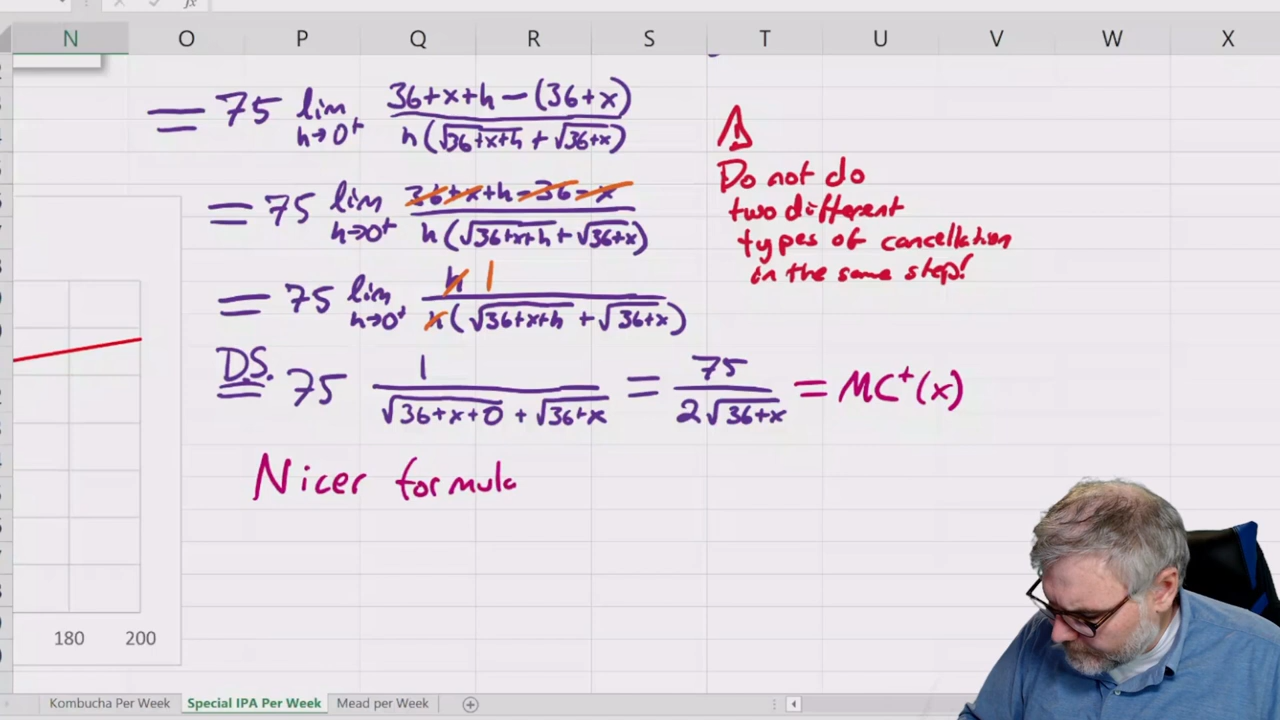 N O P Q R S T U V W X
= 75 lim h→0⁺ (36+x+h−(36+x))/(h(√(36+x+h) + √(36+x)))
⚠
Do not do
two different
types of cancellation
in the same step!
= 75 lim h→0⁺ (36+x+h−36−x)/(h(√(36+x+h) + √(36+x)))
= 75 lim h→0⁺ h 1/(h(√(36+x+h) + √(36+x)))
D.S. = 75 1/(√(36+x+0) + √(36+x)) = 75/(2√(36+x)) = MC⁺(x)
Nicer formula
180 200
Kombucha Per Week Special IPA Per Week Mead per Week